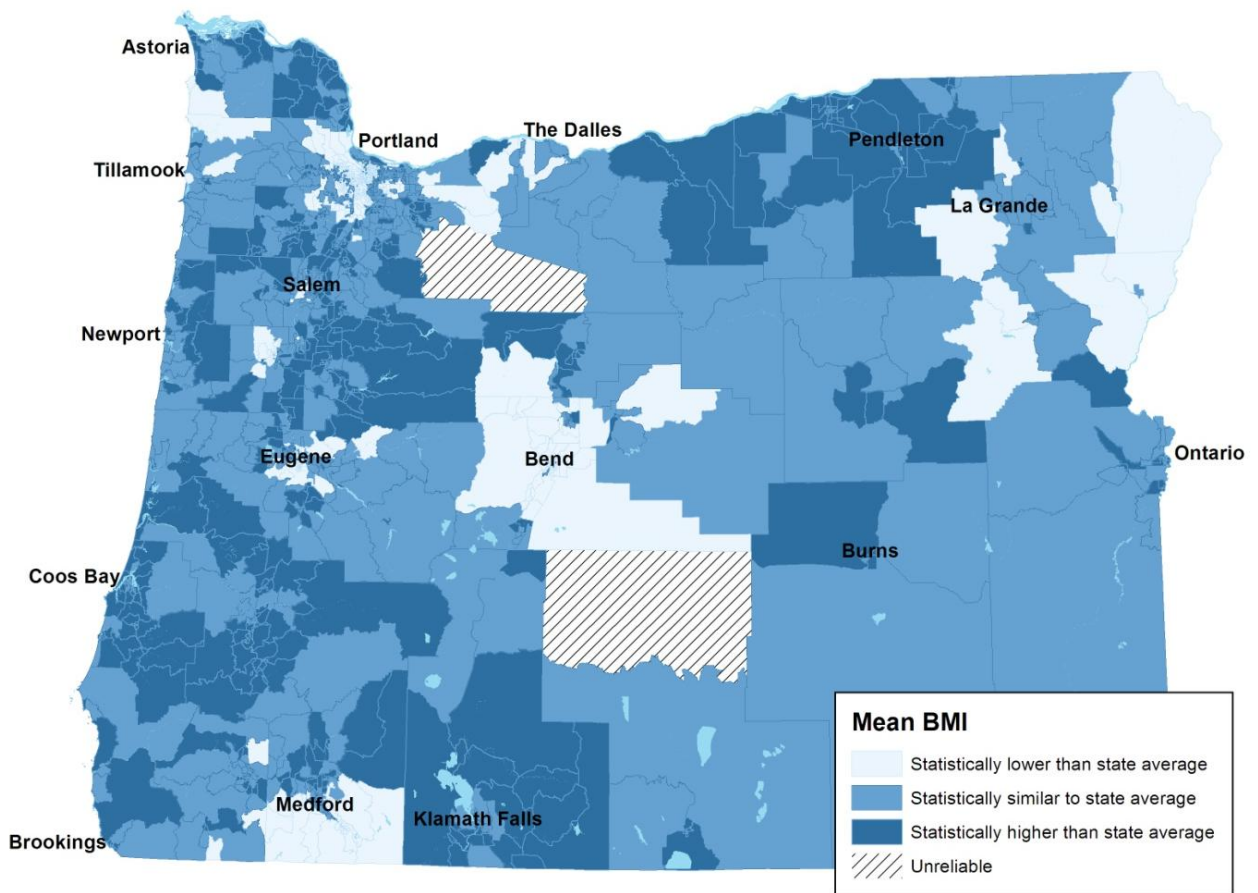 Astoria
Portland
The Dalles
Pendleton
Tillamook
La Grande
Salem
Newport
Eugene
Bend
Ontario
Burns
Coos Bay
Medford
Klamath Falls
Brookings
Mean BMI
Statistically lower than state average
Statistically similar to state average
Statistically higher than state average
Unreliable